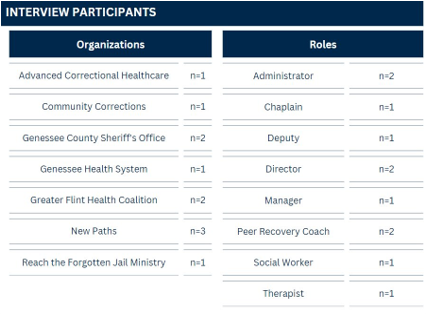 INTERVIEW PARTICIPANTS
Organizations
Advanced Correctional Healthcare n=1
Community Corrections n=1
Genessee County Sheriff's Office n=2
Genessee Health System n=1
Greater Flint Health Coalition n=2
New Paths n=3
Reach the Forgotten Jail Ministry n=1
Roles
Administrator n=2
Chaplain n=1
Deputy n=1
Director n=2
Manager n=1
Peer Recovery Coach n=2
Social Worker n=1
Therapist n=1